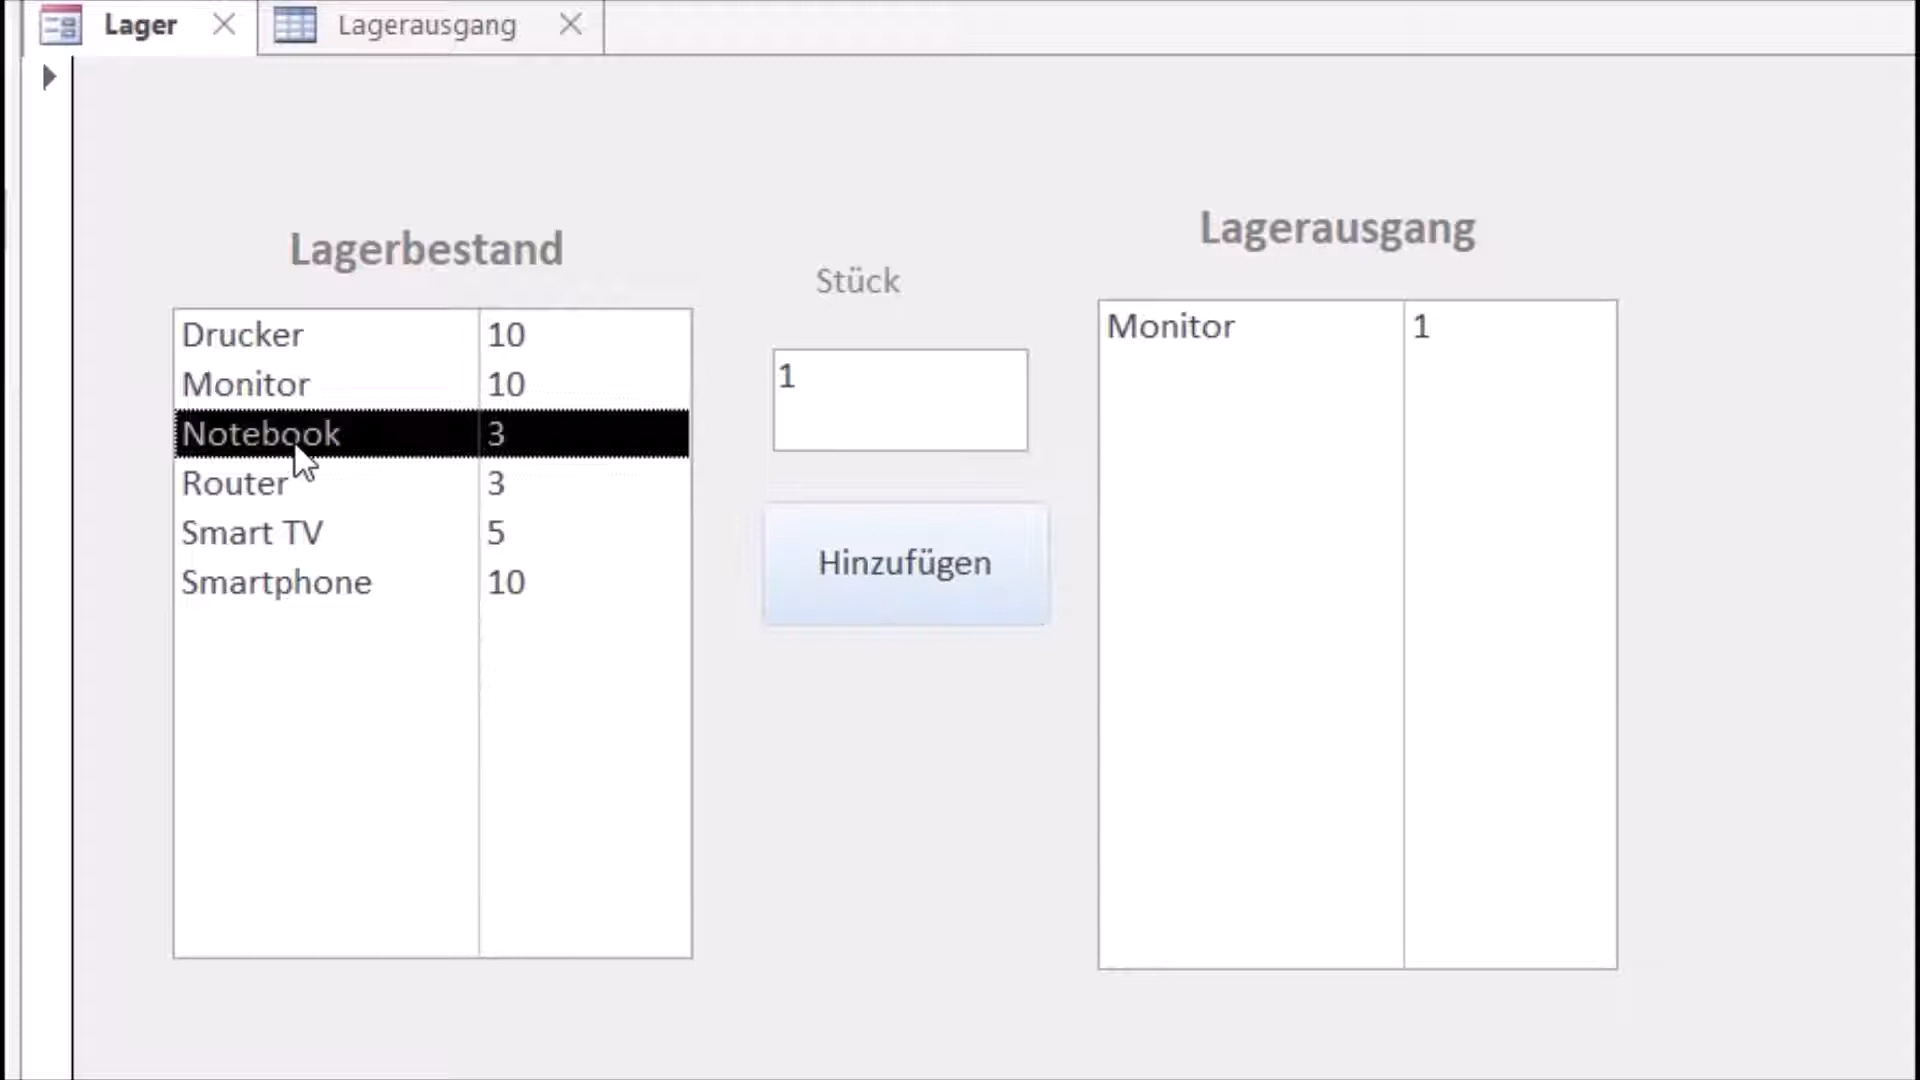 Lager
Lagerausgang
Lagerbestand
Drucker 10
Monitor 10
Notebook 3
Router 3
Smart TV 5
Smartphone 10
Stück
1
Hinzufügen
Lagerausgang
Monitor 1